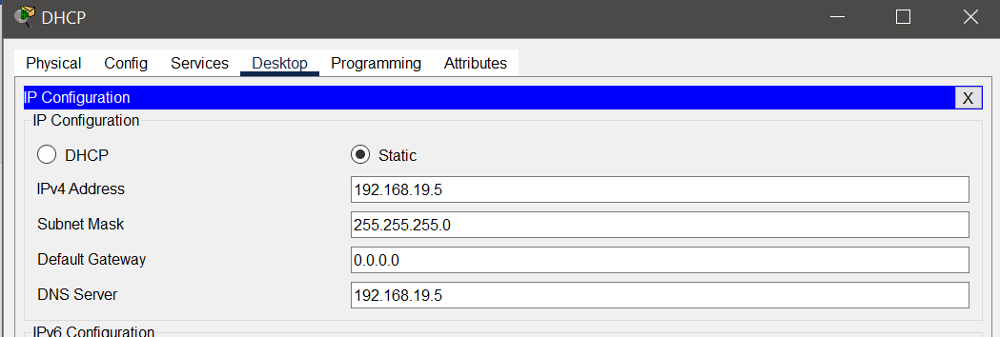 DHCP
Physical Config Services Desktop Programming Attributes
IP Configuration X
IP Configuration
DHCP Static
IPv4 Address 192.168.19.5
Subnet Mask 255.255.255.0
Default Gateway 0.0.0.0
DNS Server 192.168.19.5
IPv6 Configuration